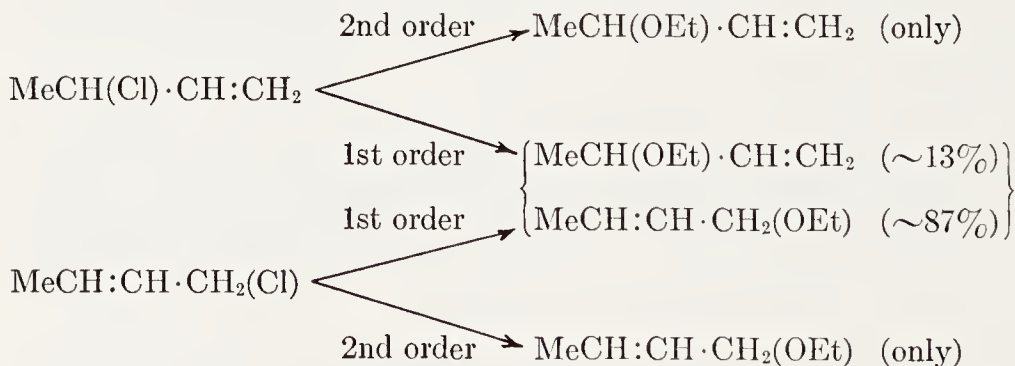 2nd order MeCH(OEt)·CH:CH₂ (only)
MeCH(Cl)·CH:CH₂
1st order MeCH(OEt)·CH:CH₂ (~13%)
1st order MeCH:CH·CH₂(OEt) (~87%)
MeCH:CH·CH₂(Cl)
2nd order MeCH:CH·CH₂(OEt) (only)